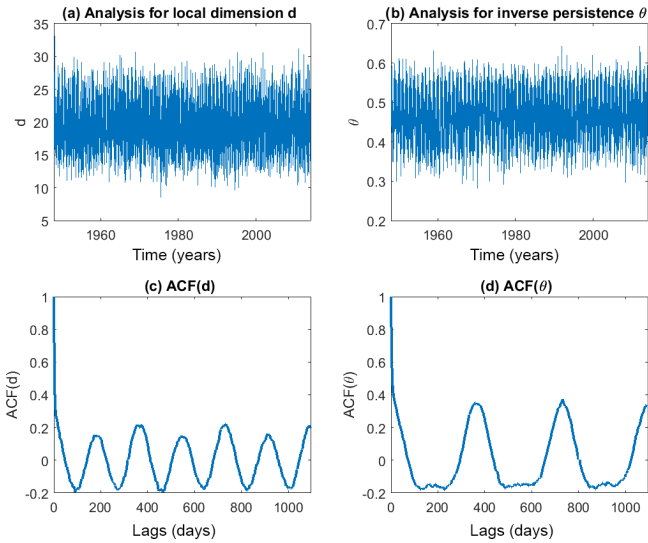 (a) Analysis for local dimension d
35
30
25
20
15
10
5
d
1960 1980 2000
Time (years)
(b) Analysis for inverse persistence θ
0.7
0.6
0.5
0.4
0.3
0.2
θ
1960 1980 2000
Time (years)
(c) ACF(d)
1
0.8
0.6
0.4
0.2
0
-0.2
ACF(d)
0 200 400 600 800 1000
Lags (days)
(d) ACF(θ)
1
0.8
0.6
0.4
0.2
0
-0.2
ACF(θ)
0 200 400 600 800 1000
Lags (days)